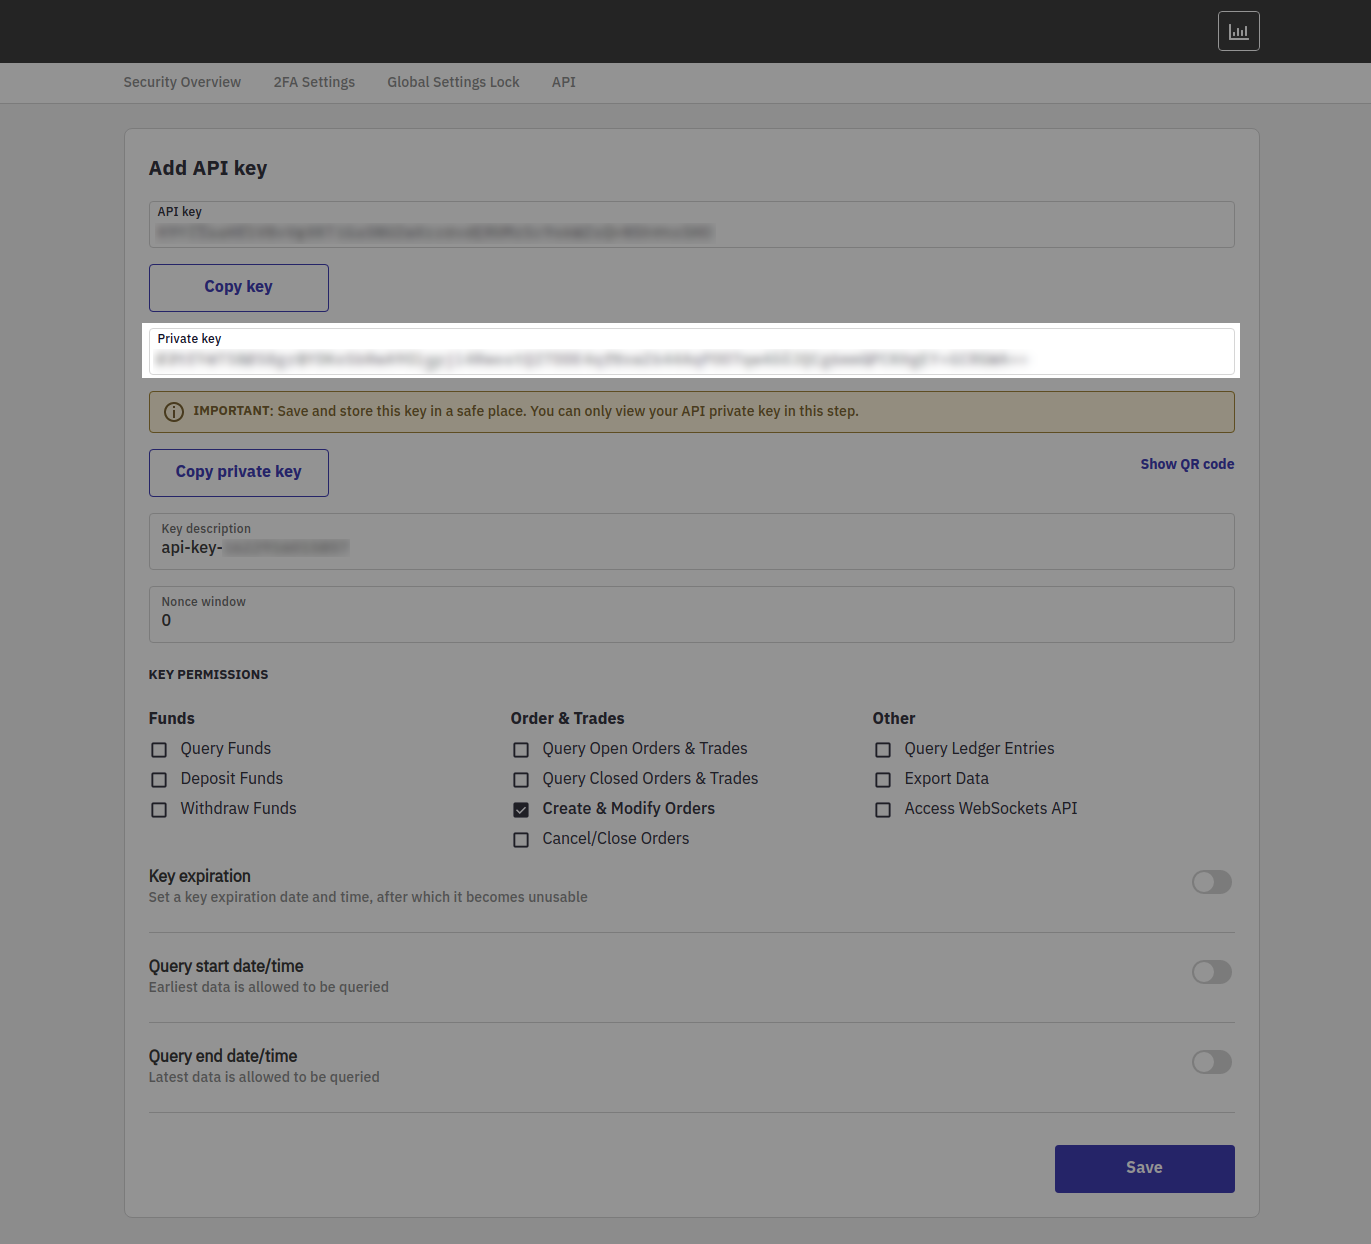 Security Overview 2FA Settings Global Settings Lock API
Add API key
API key
Copy key
Private key
IMPORTANT: Save and store this key in a safe place. You can only view your API private key in this step.
Copy private key
Show QR code
Key description
api-key-
Nonce window
0
KEY PERMISSIONS
Funds
Query Funds
Deposit Funds
Withdraw Funds
Order & Trades
Query Open Orders & Trades
Query Closed Orders & Trades
Create & Modify Orders
Cancel/Close Orders
Other
Query Ledger Entries
Export Data
Access WebSockets API
Key expiration
Set a key expiration date and time, after which it becomes unusable
Query start date/time
Earliest data is allowed to be queried
Query end date/time
Latest data is allowed to be queried
Save